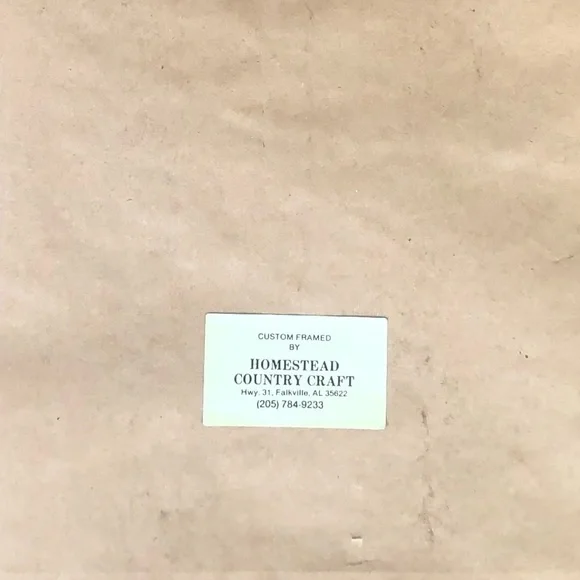 CUSTOM FRAMED
BY
HOMESTEAD
COUNTRY CRAFT
Hwy. 31, Falkville, AL 35622
(205) 784-9233